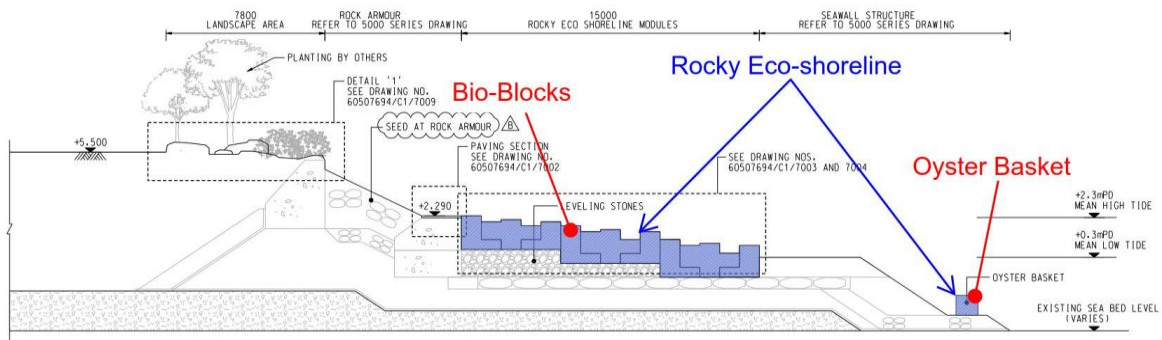 7800
LANDSCAPE AREA
ROCK ARMOUR
REFER TO 5000 SERIES DRAWING
15000
ROCKY ECO SHORELINE MODULES
SEAWALL STRUCTURE
REFER TO 5000 SERIES DRAWING
PLANTING BY OTHERS
DETAIL '1'
SEE DRAWING NO.
60507694/C1/7009
Bio-Blocks
Rocky Eco-shoreline
SEED AT ROCK ARMOUR
B
+5.500
PAVING SECTION
SEE DRAWING NO.
60507694/C1/7002
SEE DRAWING NOS.
60507694/C1/7003 AND 7004
Oyster Basket
+2.290
LEVELING STONES
+2.3mPD
MEAN HIGH TIDE
+0.3mPD
MEAN LOW TIDE
OYSTER BASKET
EXISTING SEA BED LEVEL
(VARIES)